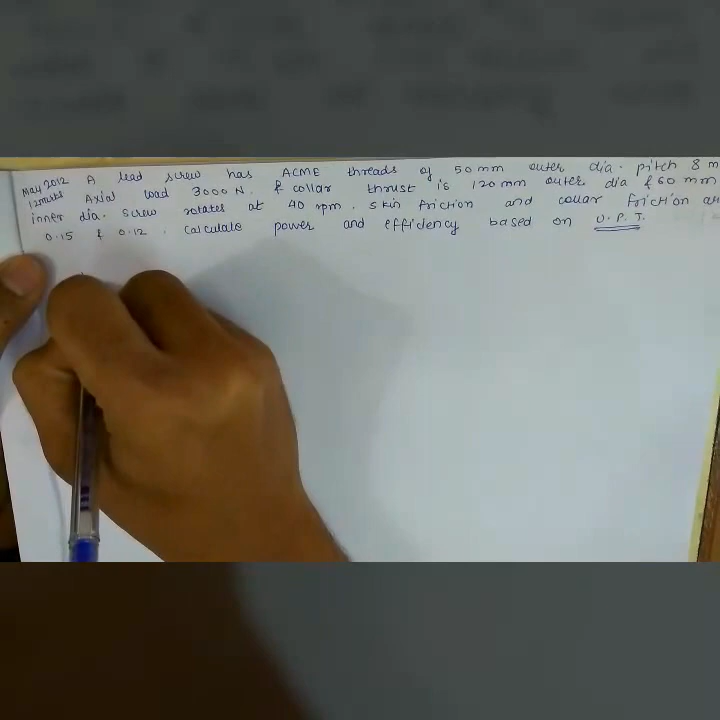 May 2012 A lead screw has ACME threads of 50 mm outer dia. pitch 8 m
12 marks Axial load 3000 N. & collar thrust is 120 mm outer dia & 60 mm
inner dia. screw rotates at 40 rpm. skin friction and collar friction are
0.15 & 0.12. calculate power and efficiency based on U.P.T.